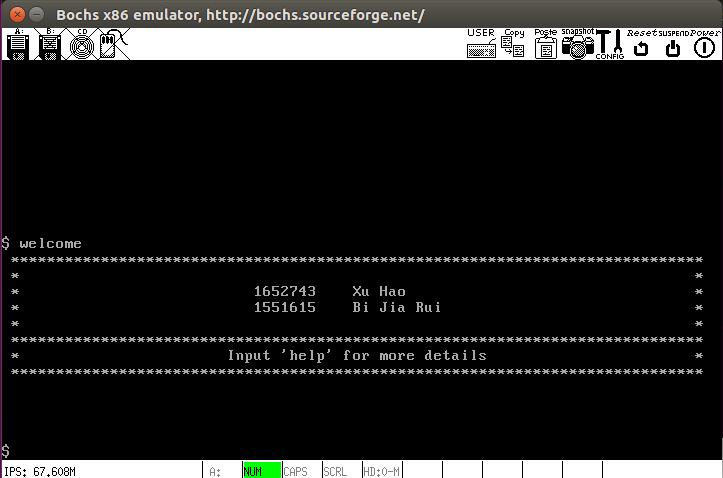 Bochs x86 emulator, http://bochs.sourceforge.net/
A: B: CD USER Copy Paste Snapshot CONFIG Reset SUSPEND Power
$ welcome
******************************************************************************
* *
* 1652743 Xu Hao *
* 1551615 Bi Jia Rui *
* *
******************************************************************************
* Input 'help' for more details *
******************************************************************************
$
IPS: 67.608M A: NUM CAPS SCRL HD:0-M